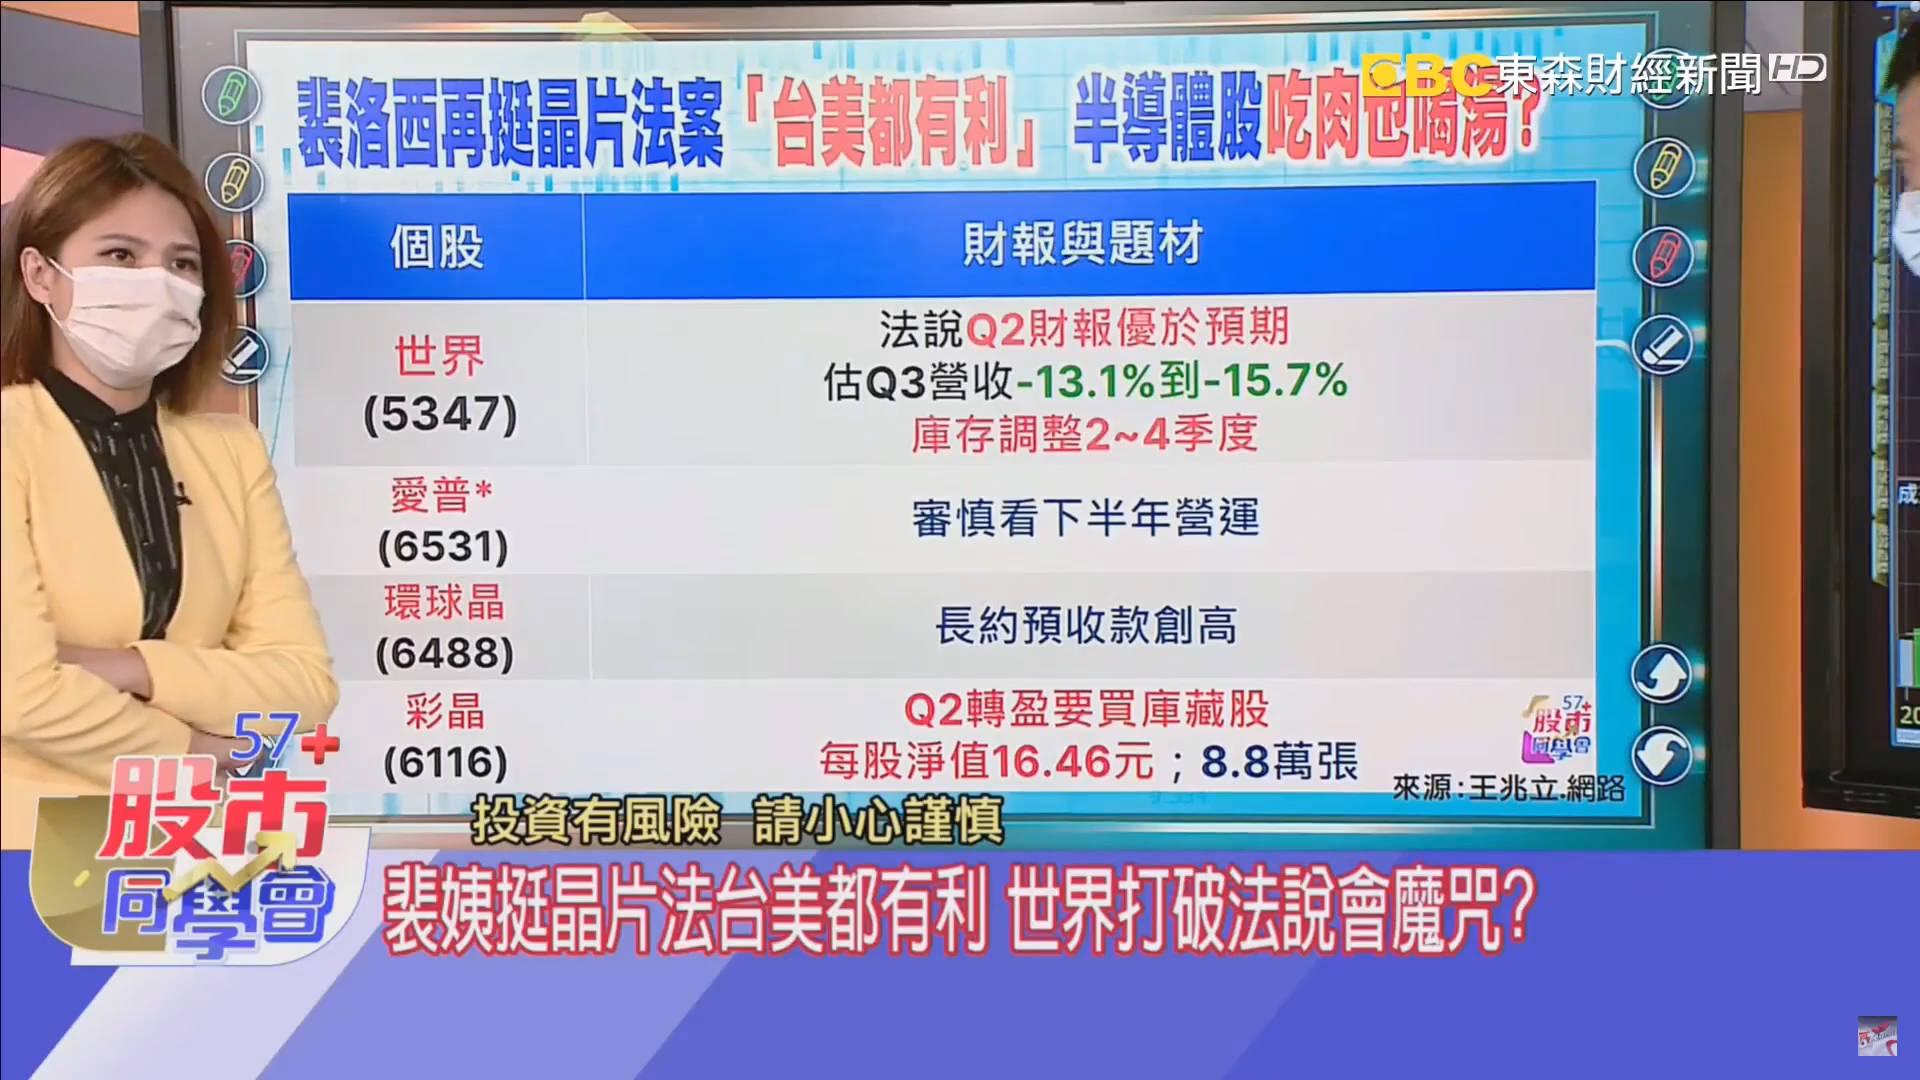 EBC 東森財經新聞 HD
裴洛西再挺晶片法案「台美都有利」 半導體股吃肉也喝湯?
個股 財報與題材
世界
(5347)
法說Q2財報優於預期
估Q3營收-13.1%到-15.7%
庫存調整2~4季度
愛普*
(6531)
審慎看下半年營運
環球晶
(6488)
長約預收款創高
彩晶
(6116)
Q2轉盈要買庫藏股
每股淨值16.46元；8.8萬張
57+
股市
同學會
來源:王兆立.網路
成
20
57+
股市
同學會
投資有風險 請小心謹慎
裴姨挺晶片法台美都有利 世界打破法說會魔咒?